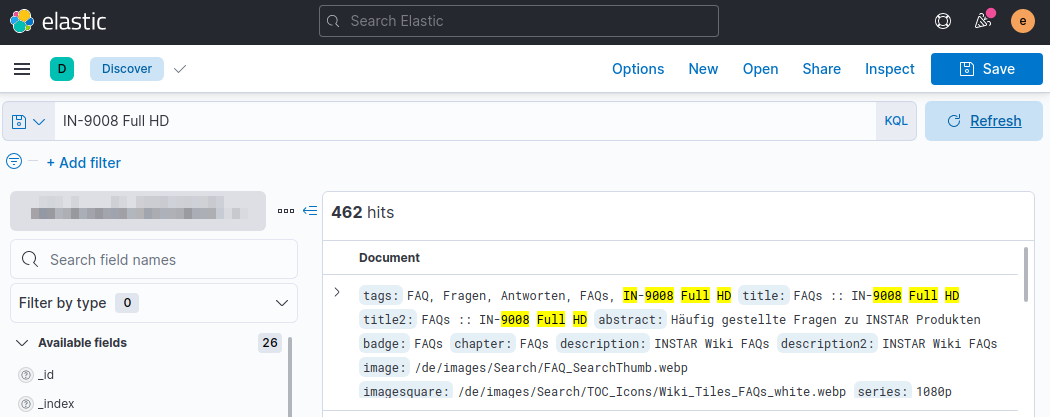 elastic
Search Elastic
e
D
Discover
Options
New
Open
Share
Inspect
Save
IN-9008 Full HD
KQL
Refresh
+ Add filter
462 hits
Search field names
Document
Filter by type 0
tags: FAQ, Fragen, Antworten, FAQs, IN-9008 Full HD title: FAQs :: IN-9008 Full HD
title2: FAQs :: IN-9008 Full HD abstract: Häufig gestellte Fragen zu INSTAR Produkten
badge: FAQs chapter: FAQs description: INSTAR Wiki FAQs description2: INSTAR Wiki FAQs
image: /de/images/Search/FAQ_SearchThumb.webp
imagesquare: /de/images/Search/TOC_Icons/Wiki_Tiles_FAQs_white.webp series: 1080p
Available fields 26
_id
_index